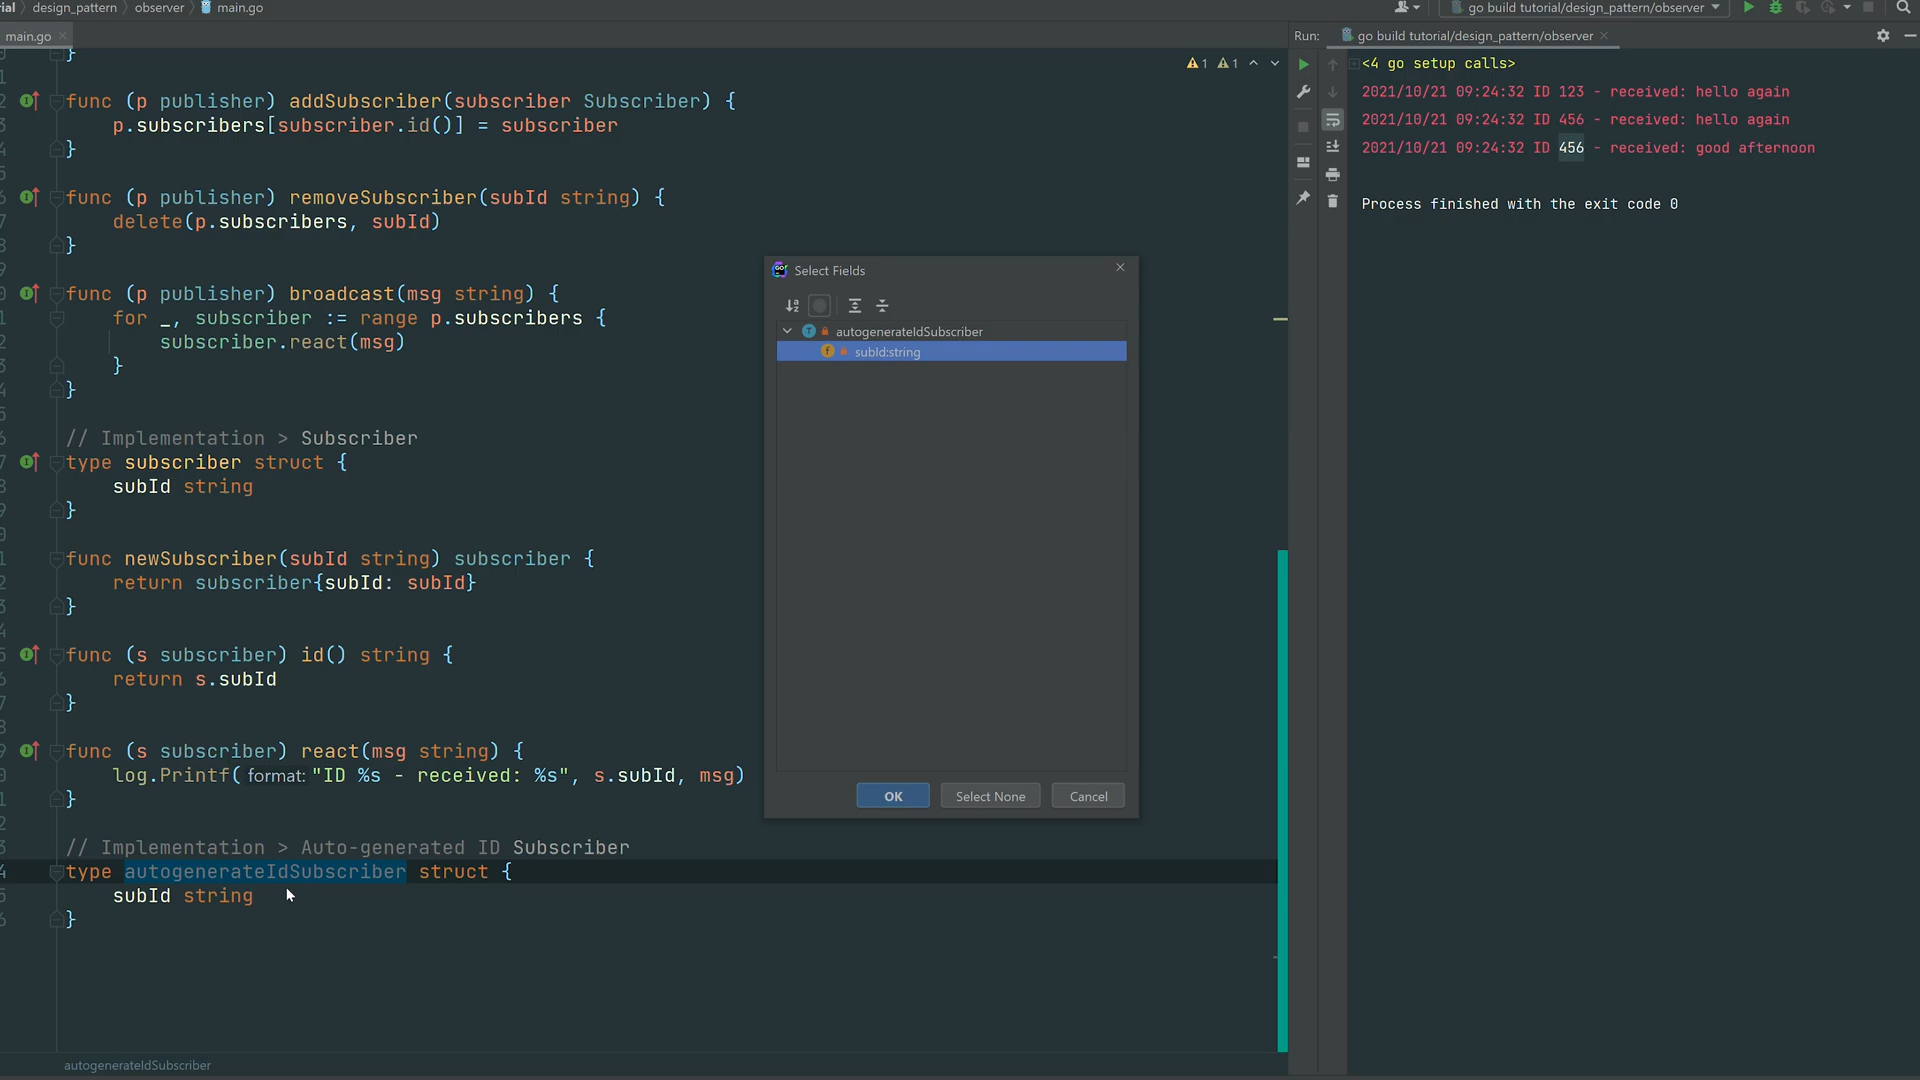 ial design_pattern observer main.go
go build tutorial/design_pattern/observer
main.go
}
1 1
func (p publisher) addSubscriber(subscriber Subscriber) {
p.subscribers[subscriber.id()] = subscriber
}
func (p publisher) removeSubscriber(subId string) {
delete(p.subscribers, subId)
}
func (p publisher) broadcast(msg string) {
for _, subscriber := range p.subscribers {
subscriber.react(msg)
}
}
// Implementation > Subscriber
type subscriber struct {
subId string
}
func newSubscriber(subId string) subscriber {
return subscriber{subId: subId}
}
func (s subscriber) id() string {
return s.subId
}
func (s subscriber) react(msg string) {
log.Printf( format: "ID %s - received: %s", s.subId, msg)
}
// Implementation > Auto-generated ID Subscriber
type autogenerateIdSubscriber struct {
subId string
}
autogenerateIdSubscriber
Select Fields
autogenerateIdSubscriber
subId:string
OK Select None Cancel
Run: go build tutorial/design_pattern/observer
<4 go setup calls>
2021/10/21 09:24:32 ID 123 - received: hello again
2021/10/21 09:24:32 ID 456 - received: hello again
2021/10/21 09:24:32 ID 456 - received: good afternoon
Process finished with the exit code 0